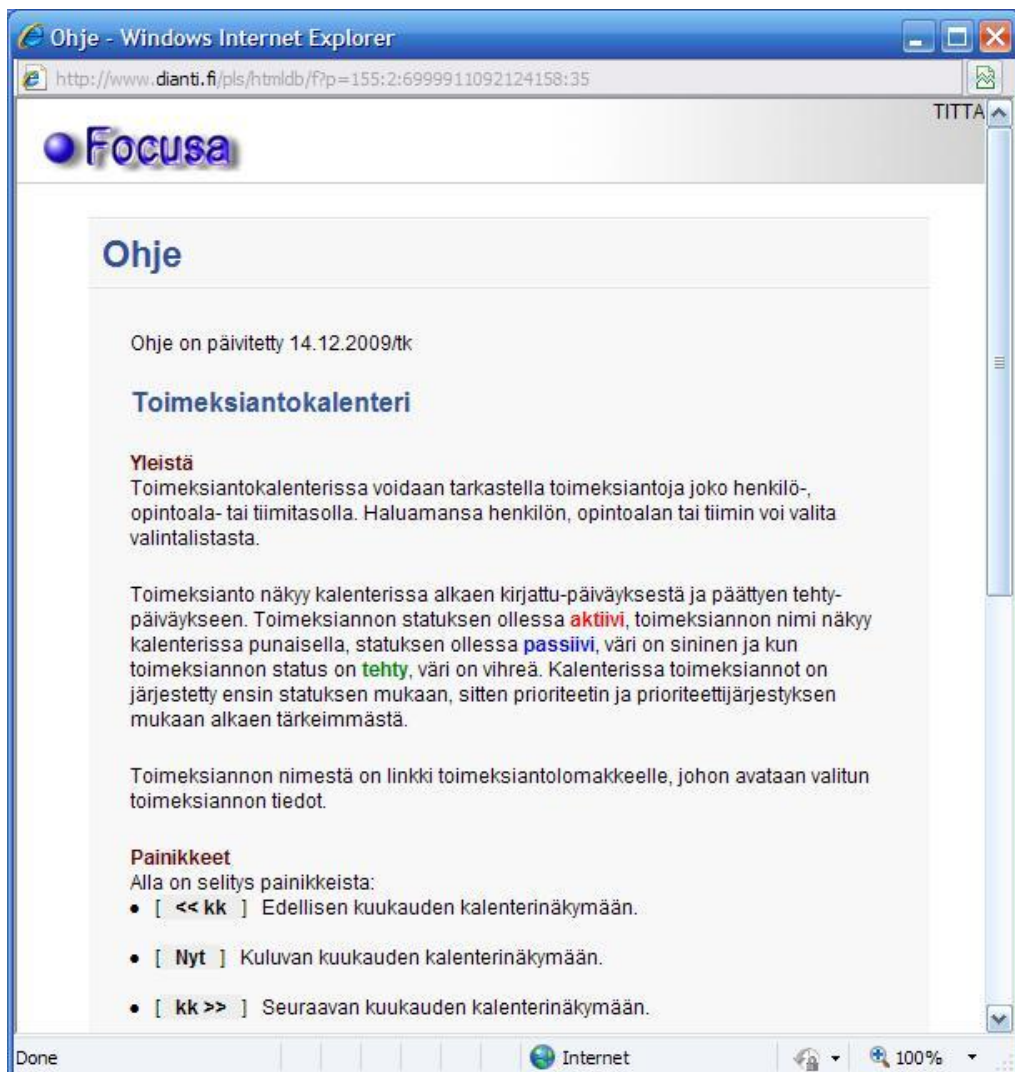 Ohje - Windows Internet Explorer
http://www.dianti.fi/pls/htmldb/f?p=155:2:6999911092124158:35
TITTA
Focusa
Ohje
Ohje on päivitetty 14.12.2009/tk
Toimeksiantokalenteri
Yleistä
Toimeksiantokalenterissa voidaan tarkastella toimeksiantoja joko henkilö-,
opintoala- tai tiimitasolla. Haluamansa henkilön, opintoalan tai tiimin voi valita
valintalistasta.
Toimeksianto näkyy kalenterissa alkaen kirjattu-päiväyksestä ja päättyen tehty-
päiväykseen. Toimeksiannon statuksen ollessa aktiivi, toimeksiannon nimi näkyy
kalenterissa punaisella, statuksen ollessa passiivi, väri on sininen ja kun
toimeksiannon status on tehty, väri on vihreä. Kalenterissa toimeksiannot on
järjestetty ensin statuksen mukaan, sitten prioriteetin ja prioriteettijärjestyksen
mukaan alkaen tärkeimmästä.
Toimeksiannon nimestä on linkki toimeksiantolomakkeelle, johon avataan valitun
toimeksiannon tiedot.
Painikkeet
Alla on selitys painikkeista:
• [ << kk ] Edellisen kuukauden kalenterinäkymään.
• [ Nyt ] Kuluvan kuukauden kalenterinäkymään.
• [ kk >> ] Seuraavan kuukauden kalenterinäkymään.
Done Internet 100%